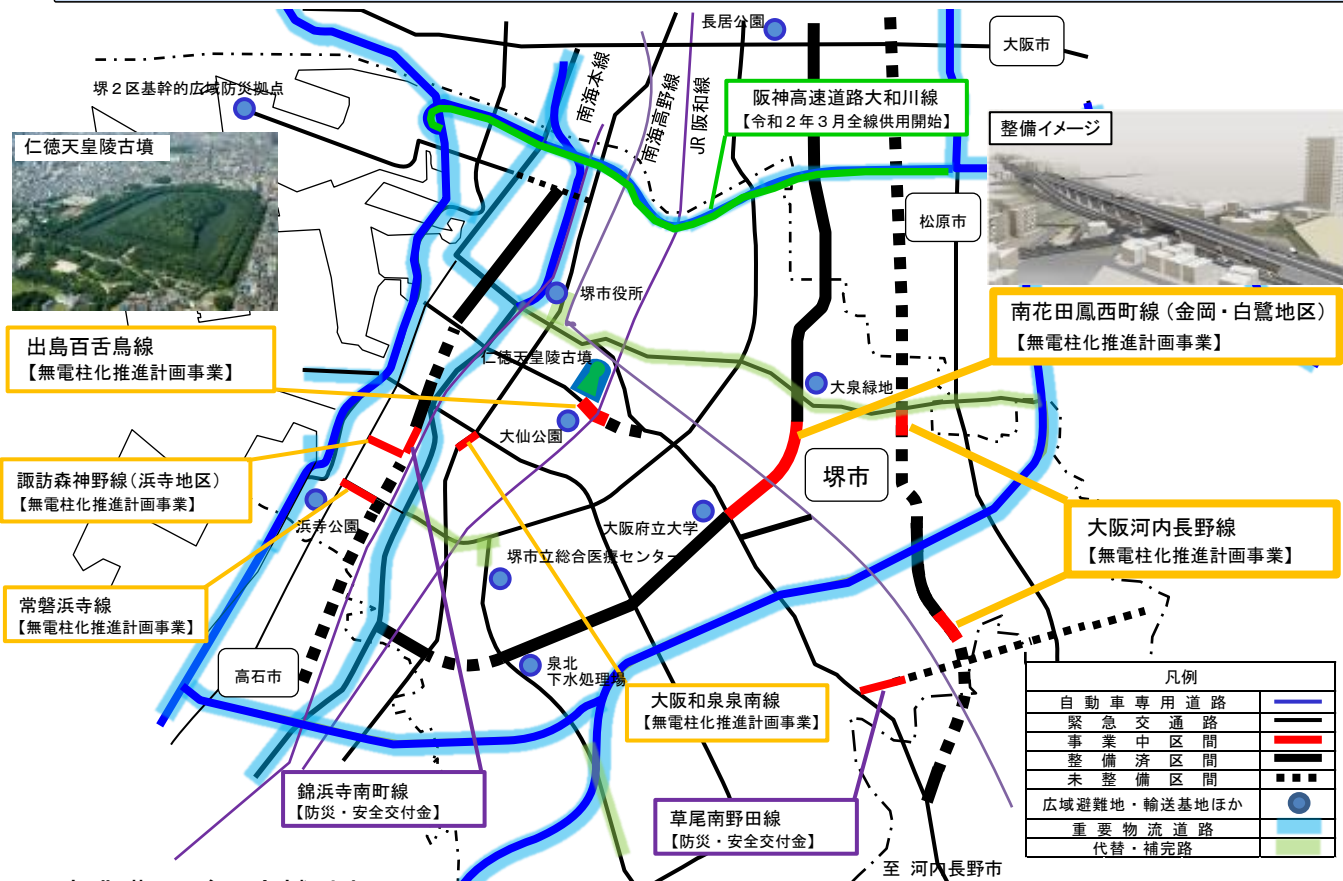 長居公園
大阪市
堺２区基幹的広域防災拠点
南海本線
南海高野線
JR 阪和線
阪神高速道路大和川線
【令和２年３月全線供用開始】
整備イメージ
仁徳天皇陵古墳
松原市
堺市役所
南花田鳳西町線（金岡・白鷺地区）
【無電柱化推進計画事業】
出島百舌鳥線
【無電柱化推進計画事業】
仁徳天皇陵古墳
大泉緑地
大仙公園
堺市
諏訪森神野線（浜寺地区）
【無電柱化推進計画事業】
浜寺公園
大阪府立大学
大阪河内長野線
【無電柱化推進計画事業】
堺市立総合医療センター
常磐浜寺線
【無電柱化推進計画事業】
高石市
泉北
下水処理場
大阪和泉泉南線
【無電柱化推進計画事業】
錦浜寺南町線
【防災・安全交付金】
草尾南野田線
【防災・安全交付金】
至 河内長野市
凡例
自動車専用道路
緊急交通路
事業中区間
整備済区間
未整備区間
広域避難地・輸送基地ほか
重要物流道路
代替・補完路